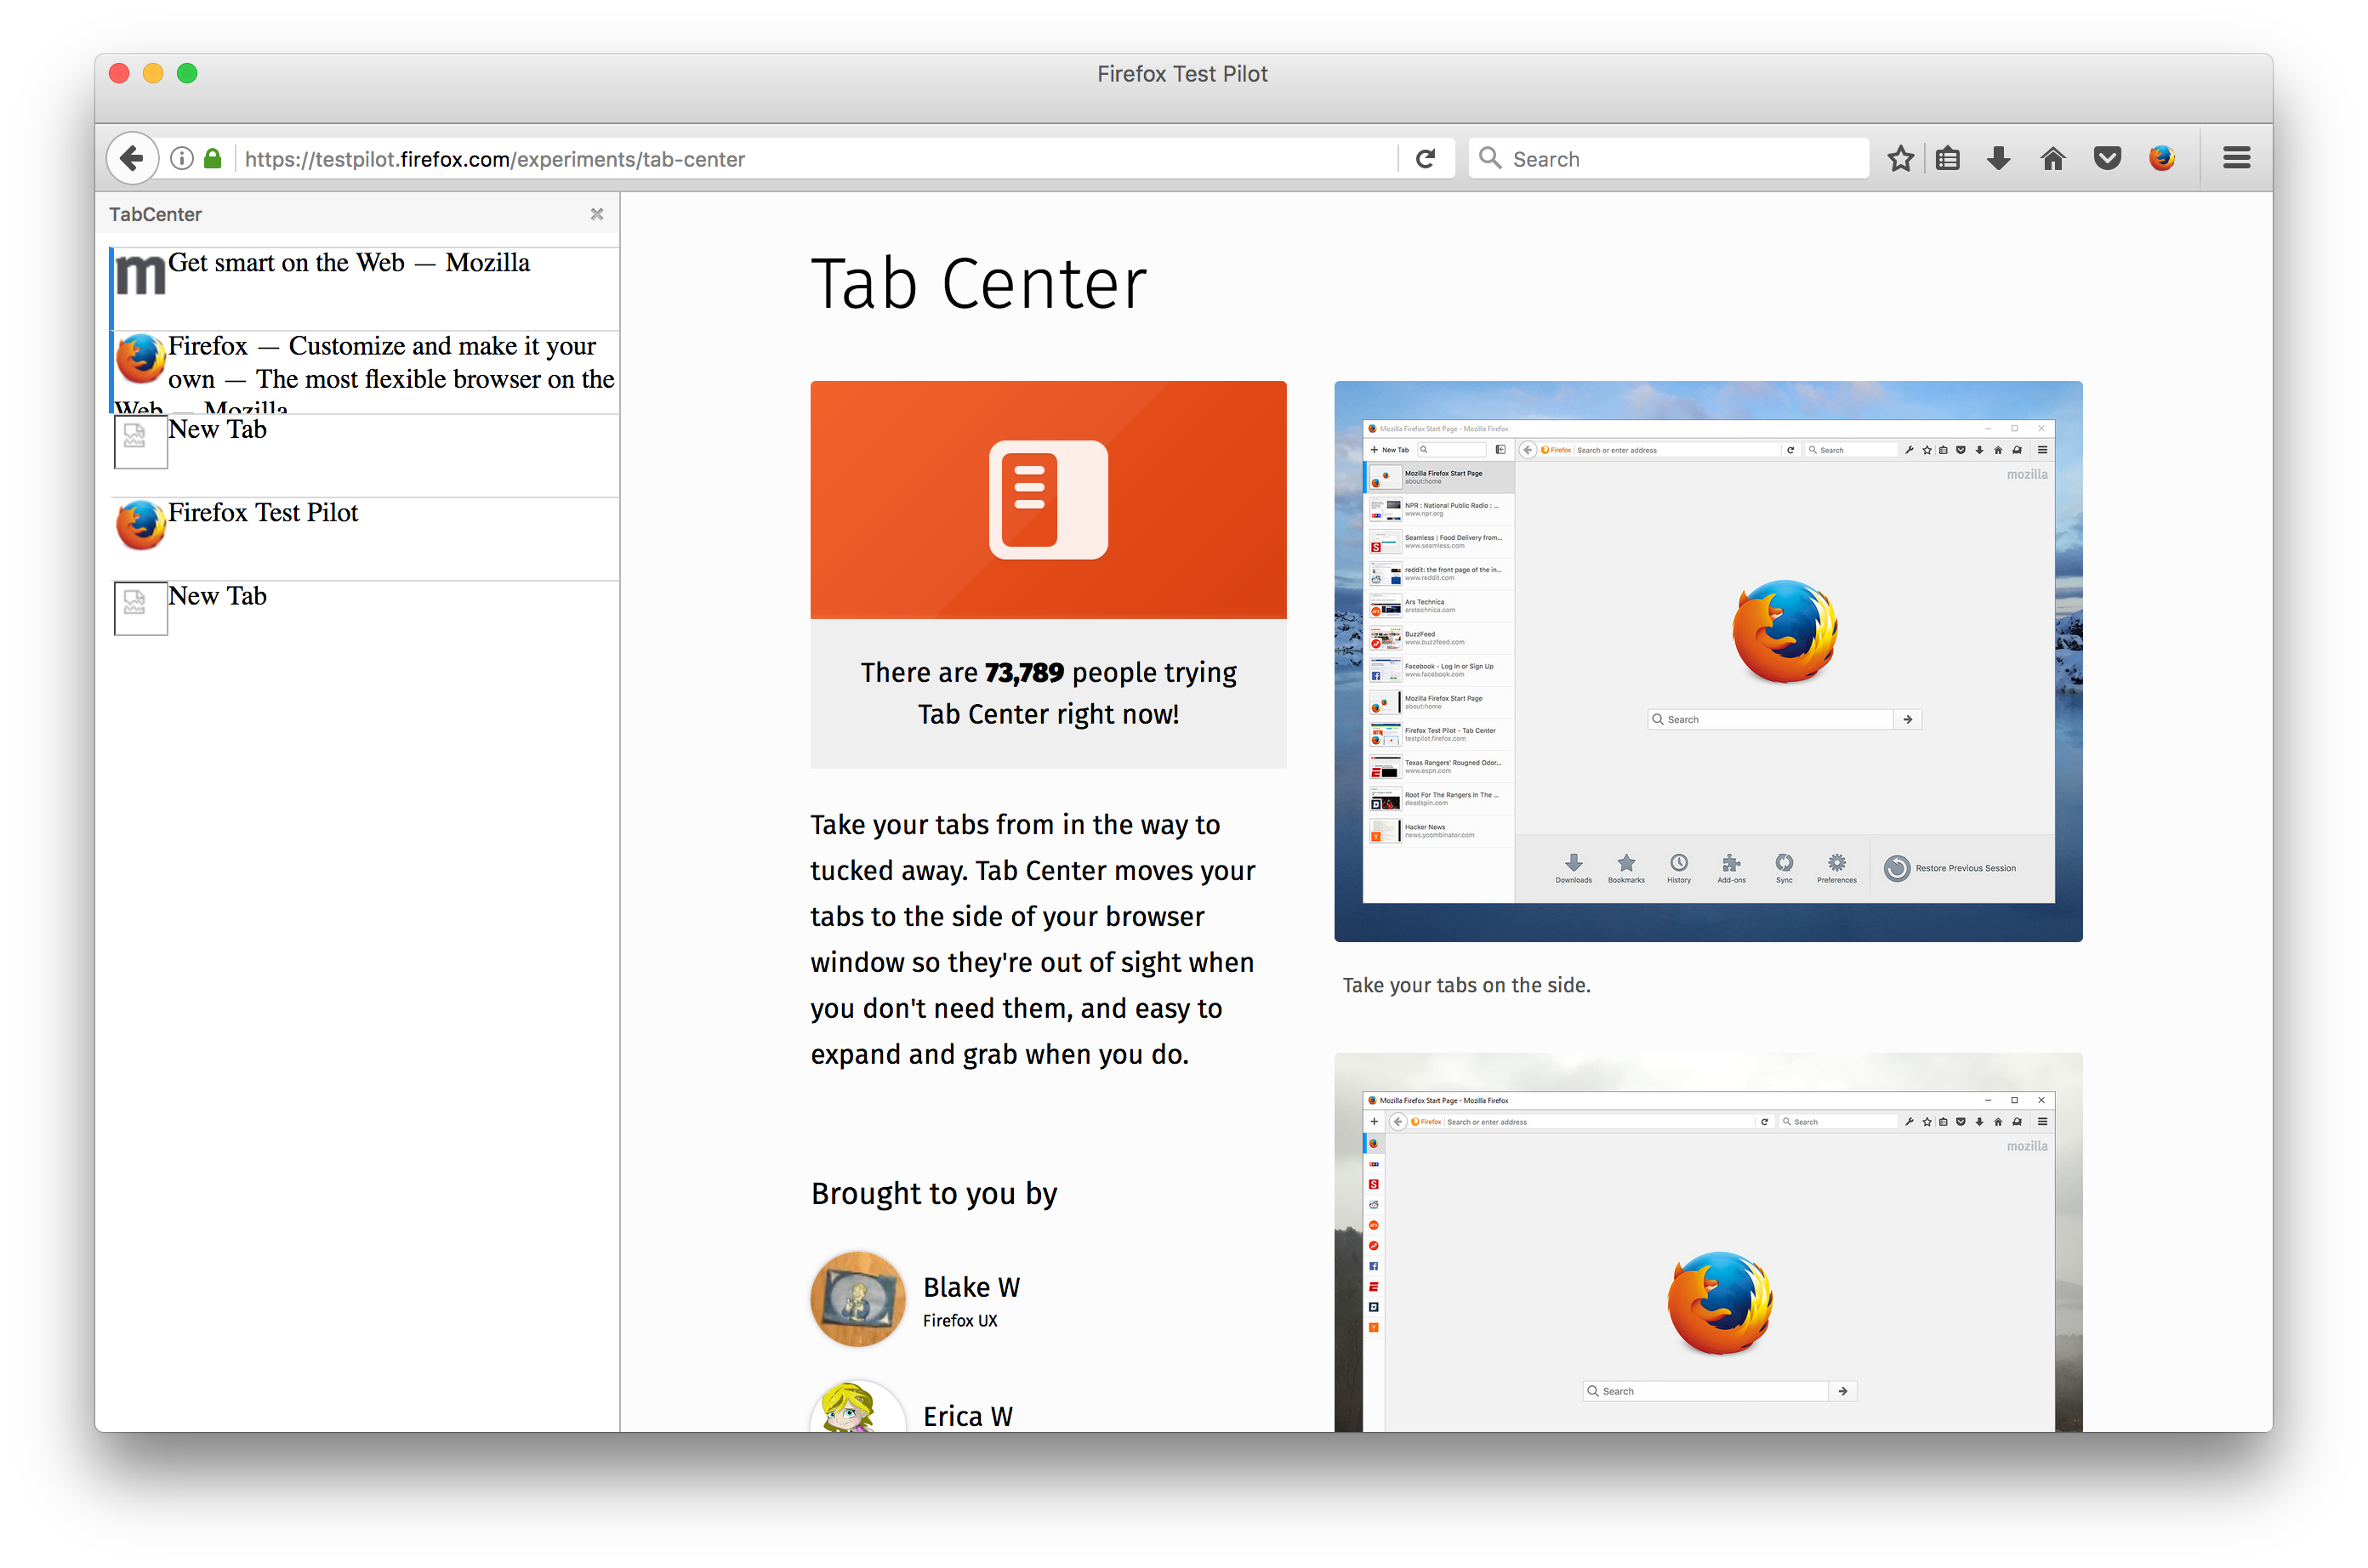 Firefox Test Pilot
https://testpilot.firefox.com/experiments/tab-center
Search
TabCenter
m Get smart on the Web — Mozilla
Firefox — Customize and make it your
own — The most flexible browser on the
Web — Mozilla
New Tab
Firefox Test Pilot
New Tab
Tab Center
There are 73,789 people trying
Tab Center right now!
Take your tabs from in the way to
tucked away. Tab Center moves your
tabs to the side of your browser
window so they're out of sight when
you don't need them, and easy to
expand and grab when you do.
Brought to you by
Blake W
Firefox UX
Erica W
Mozilla Firefox Start Page - Mozilla Firefox
New Tab
Firefox
Search or enter address
Search
mozilla
Mozilla Firefox Start Page
about:home
NPR : National Public Radio : ...
www.npr.org
Seamless | Food Delivery from...
www.seamless.com
reddit: the front page of the in...
www.reddit.com
Ars Technica
arstechnica.com
BuzzFeed
www.buzzfeed.com
Facebook - Log In or Sign Up
www.facebook.com
Mozilla Firefox Start Page
about:home
Firefox Test Pilot - Tab Center
testpilot.firefox.com
Texas Rangers' Rougned Odor...
www.espn.com
Root For The Rangers In The ...
deadspin.com
Hacker News
news.ycombinator.com
Search
Downloads
Bookmarks
History
Add-ons
Sync
Preferences
Restore Previous Session
Take your tabs on the side.
Mozilla Firefox Start Page - Mozilla Firefox
Firefox
Search or enter address
Search
mozilla
Search